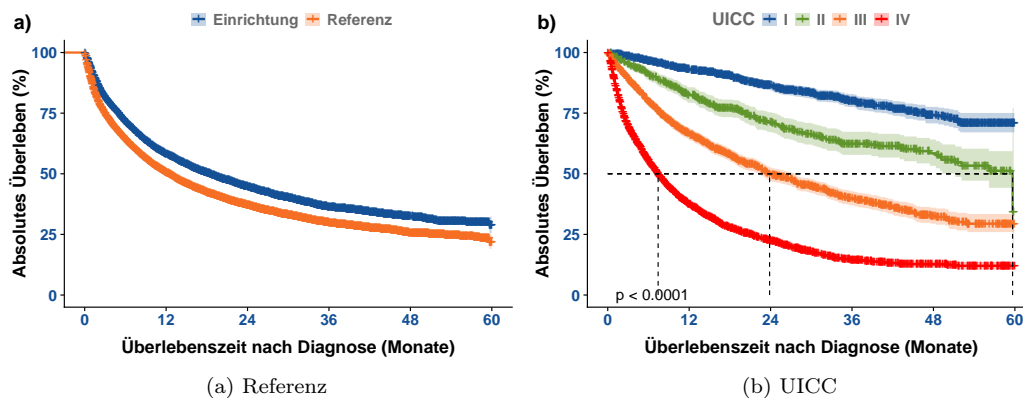 a)
Einrichtung Referenz
Absolutes Überleben (%)
100
75
50
25
0
0 12 24 36 48 60
Überlebenszeit nach Diagnose (Monate)
(a) Referenz
b)
UICC I II III IV
Absolutes Überleben (%)
100
75
50
25
0
p < 0.0001
0 12 24 36 48 60
Überlebenszeit nach Diagnose (Monate)
(b) UICC